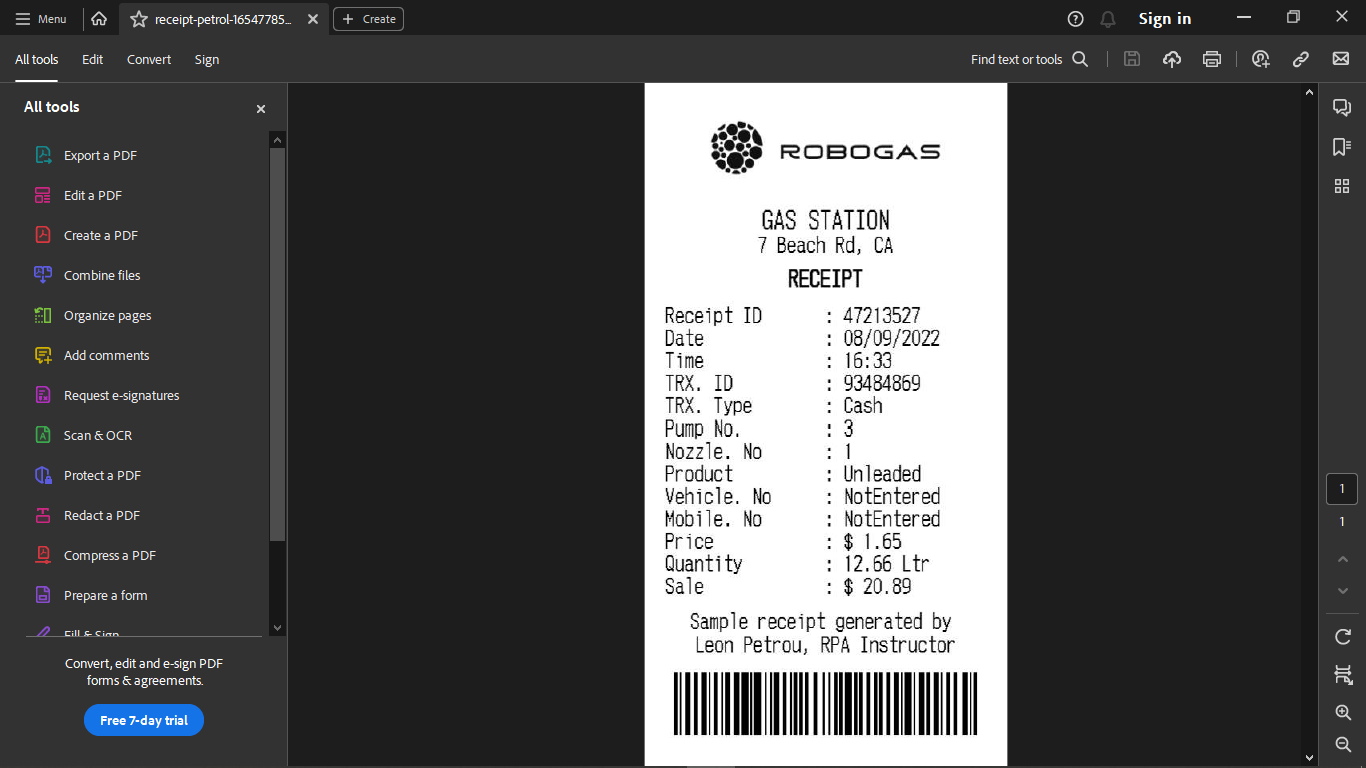 Menu
receipt-petrol-16547785...
Create
Sign in
All tools
Edit
Convert
Sign
Find text or tools
All tools
Export a PDF
Edit a PDF
Create a PDF
Combine files
Organize pages
Add comments
Request e-signatures
Scan & OCR
Protect a PDF
Redact a PDF
Compress a PDF
Prepare a form
Fill & Sign
Convert, edit and e-sign PDF
forms & agreements.
Free 7-day trial
ROBOGAS
GAS STATION
7 Beach Rd, CA
RECEIPT
Receipt ID : 47213527
Date : 08/09/2022
Time : 16:33
TRX. ID : 93484869
TRX. Type : Cash
Pump No. : 3
Nozzle. No : 1
Product : Unleaded
Vehicle. No : NotEntered
Mobile. No : NotEntered
Price : $ 1.65
Quantity : 12.66 Ltr
Sale : $ 20.89
Sample receipt generated by
Leon Petrou, RPA Instructor
1
1